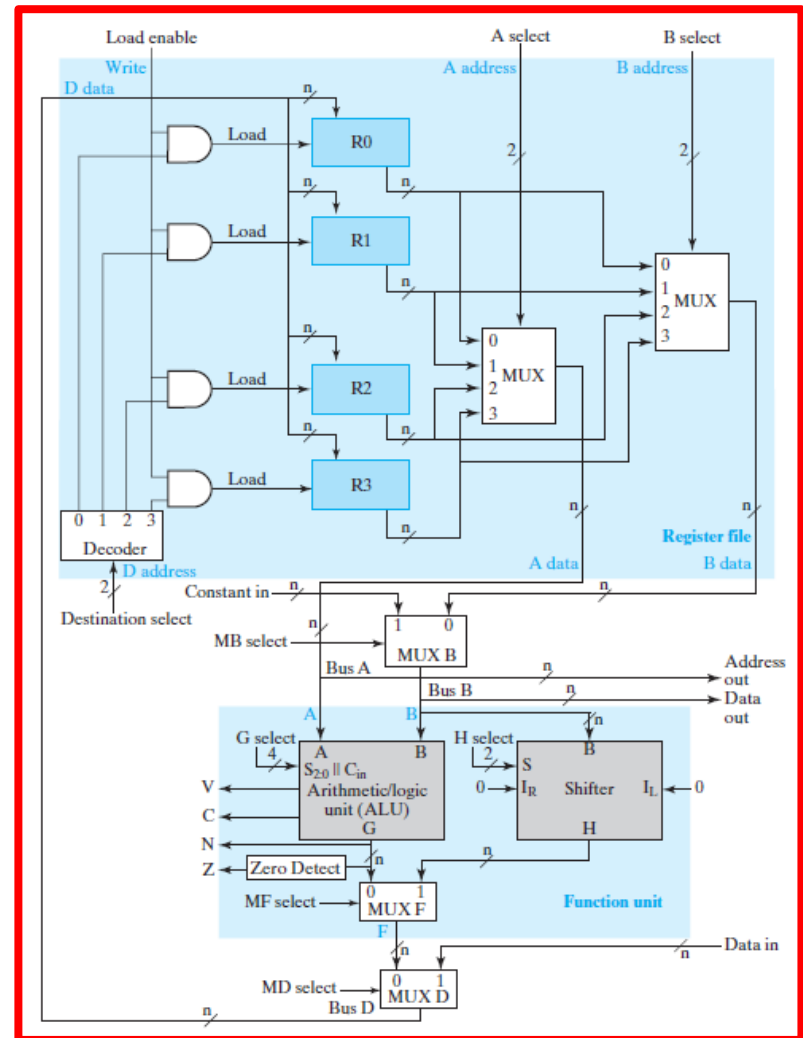 Load enable
A select
B select
Write
A address
B address
D data
n
Load
R0
2
2
n
n
Load
R1
n
0
1
2
3
MUX
n
0
1
2
3
MUX
Load
R2
n
n
Load
R3
n
n
n
0 1 2 3
Decoder
Register file
D address
A data
B data
2
Constant in
n
n
Destination select
n
1 0
MB select
MUX B
Bus A
n
Address
out
Bus B
n
Data
out
A
B
n
G select
4
A
B
H select
2
B
S2:0 || Cin
S
V
Arithmetic/logic
unit (ALU)
0
IR
Shifter
IL
0
C
G
H
N
n
n
Z
Zero Detect
0 1
MF select
MUX F
Function unit
F
n
n
Data in
0 1
MD select
MUX D
Bus D
n